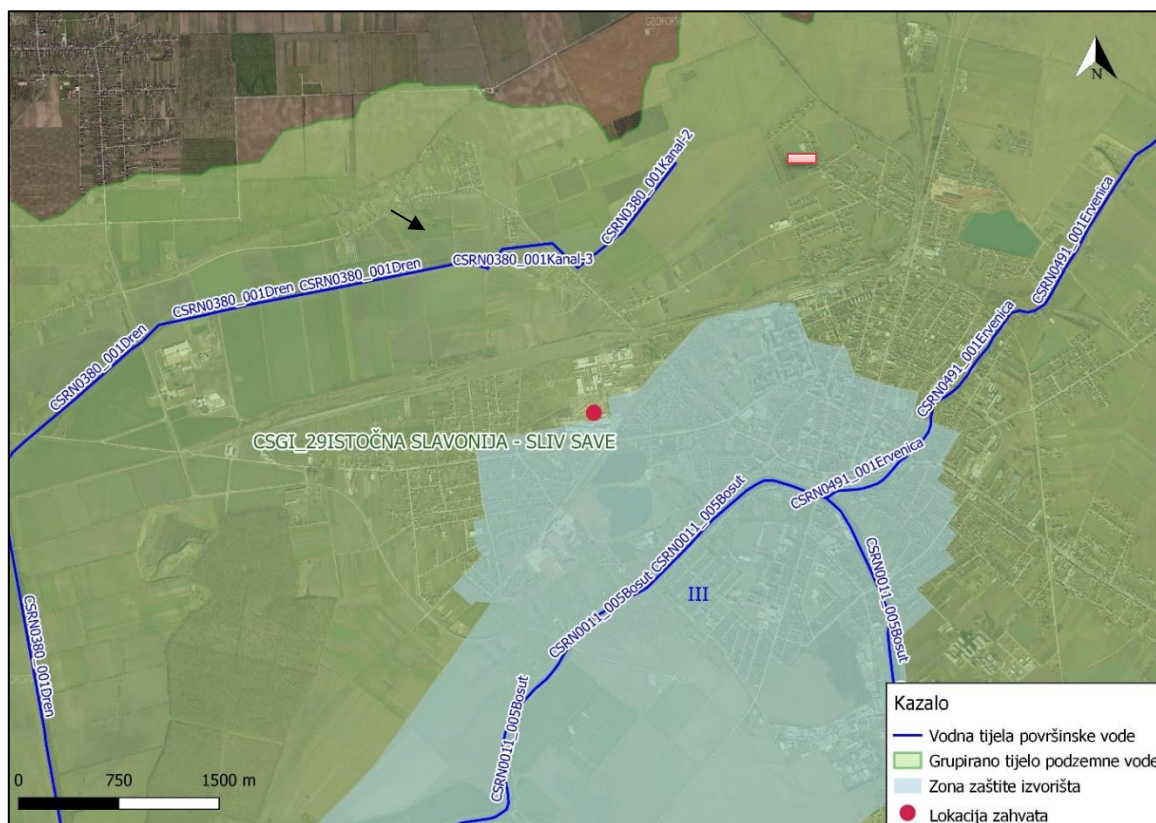 GEOPORTAL
N
CSRN0380_001Kanal-2
CSRN0380_001Kanal-3
CSRN0380_001Dren CSRN0380_001Dren
CSRN0380_001Dren
CSRN0491_001Ervenica
CSRN0491_001Ervenica
CSGI_29ISTOČNA SLAVONIJA - SLIV SAVE
CSRN0491_001Ervenica
CSRN0011_005Bosut
CSRN0011_005Bosut
III
CSRN0011_005Bosut
CSRN0380_001Dren
CSRN0011_005Bosut
0 750 1500 m
Kazalo
Vodna tijela površinske vode
Grupirano tijelo podzemne vode
Zona zaštite izvorišta
Lokacija zahvata